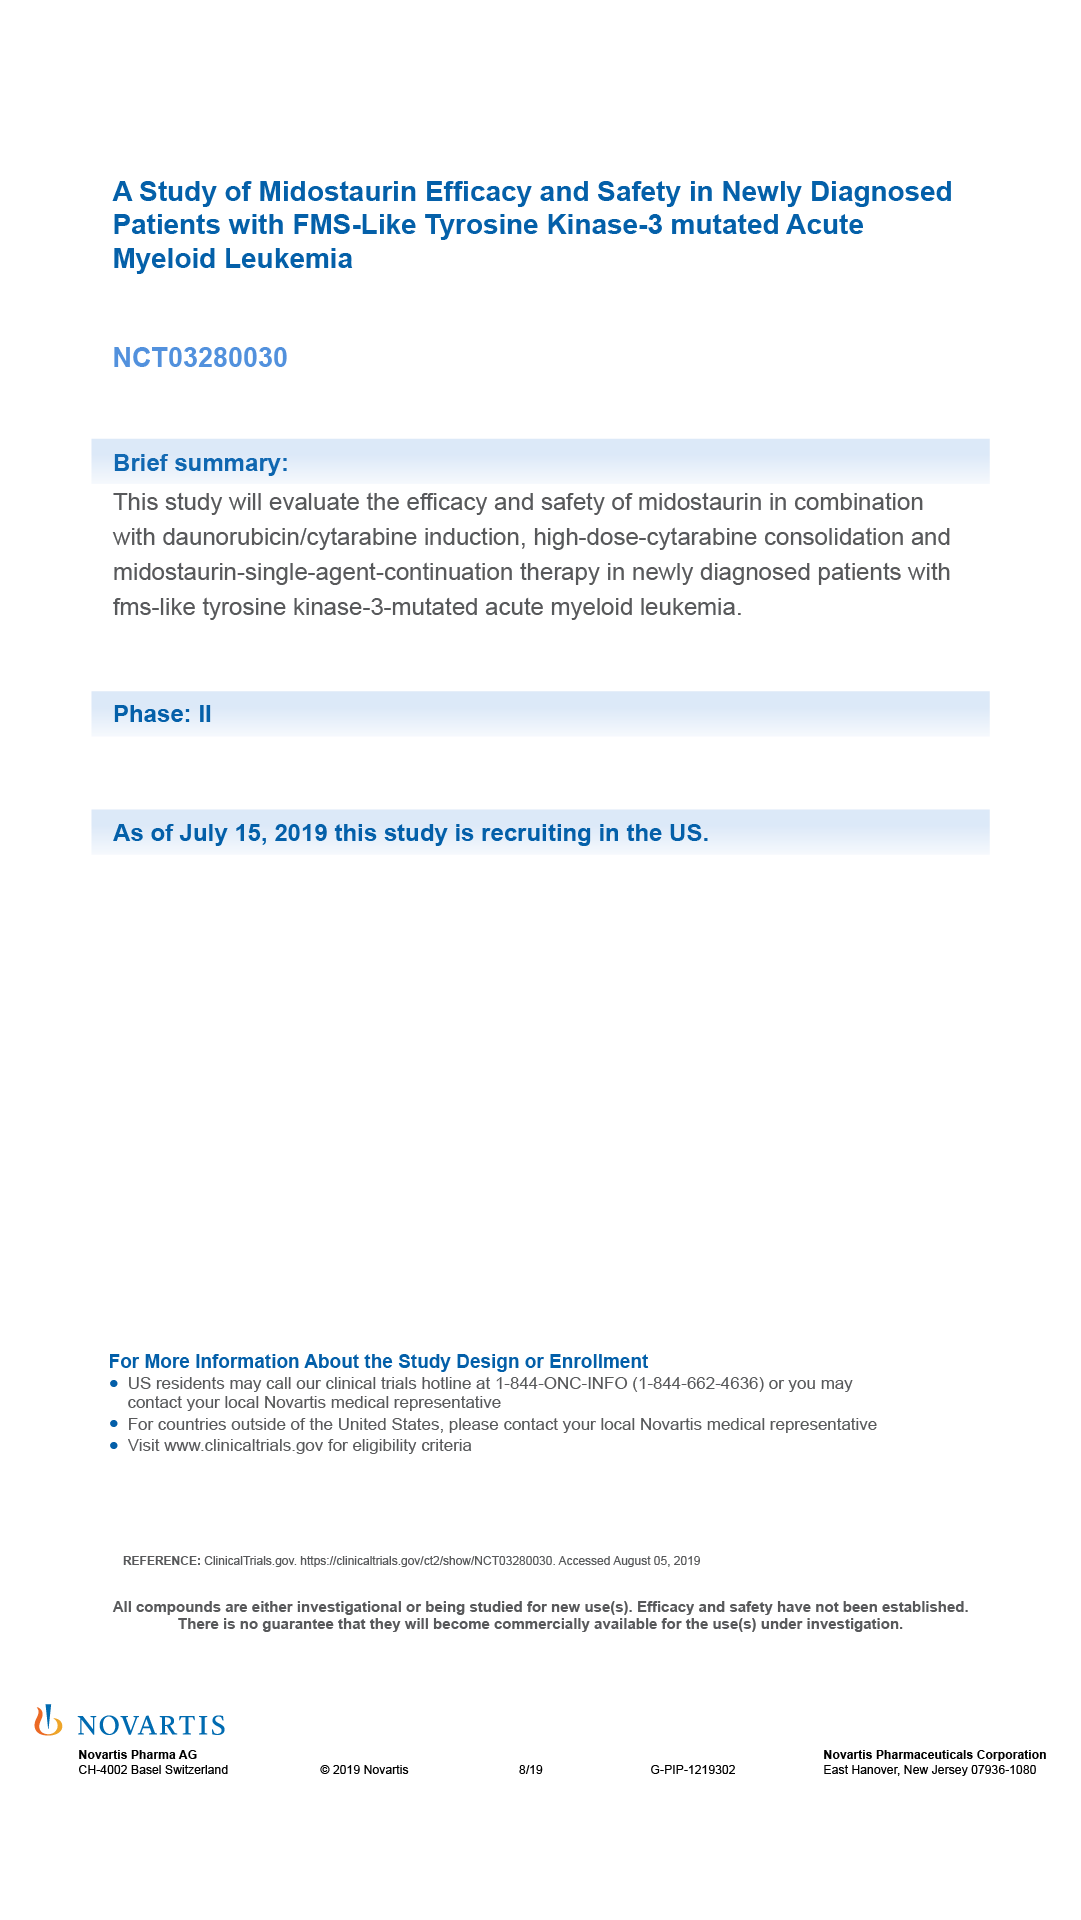 A Study of Midostaurin Efficacy and Safety in Newly Diagnosed
Patients with FMS-Like Tyrosine Kinase-3 mutated Acute
Myeloid Leukemia
NCT03280030
Brief summary:
This study will evaluate the efficacy and safety of midostaurin in combination
with daunorubicin/cytarabine induction, high-dose-cytarabine consolidation and
midostaurin-single-agent-continuation therapy in newly diagnosed patients with
fms-like tyrosine kinase-3-mutated acute myeloid leukemia.
Phase: II
As of July 15, 2019 this study is recruiting in the US.
For More Information About the Study Design or Enrollment
● US residents may call our clinical trials hotline at 1-844-ONC-INFO (1-844-662-4636) or you may
contact your local Novartis medical representative
● For countries outside of the United States, please contact your local Novartis medical representative
● Visit www.clinicaltrials.gov for eligibility criteria
REFERENCE: ClinicalTrials.gov. https://clinicaltrials.gov/ct2/show/NCT03280030. Accessed August 05, 2019
All compounds are either investigational or being studied for new use(s). Efficacy and safety have not been established.
There is no guarantee that they will become commercially available for the use(s) under investigation.
NOVARTIS
Novartis Pharma AG
CH-4002 Basel Switzerland
© 2019 Novartis
8/19
G-PIP-1219302
Novartis Pharmaceuticals Corporation
East Hanover, New Jersey 07936-1080